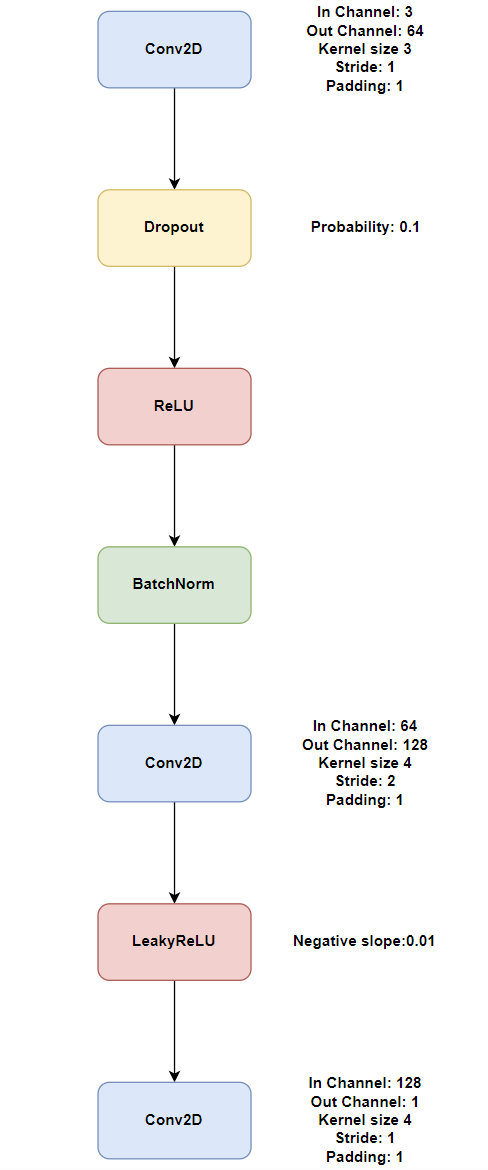 Conv2D
In Channel: 3
Out Channel: 64
Kernel size 3
Stride: 1
Padding: 1
Dropout
Probability: 0.1
ReLU
BatchNorm
Conv2D
In Channel: 64
Out Channel: 128
Kernel size 4
Stride: 2
Padding: 1
LeakyReLU
Negative slope:0.01
Conv2D
In Channel: 128
Out Channel: 1
Kernel size 4
Stride: 1
Padding: 1